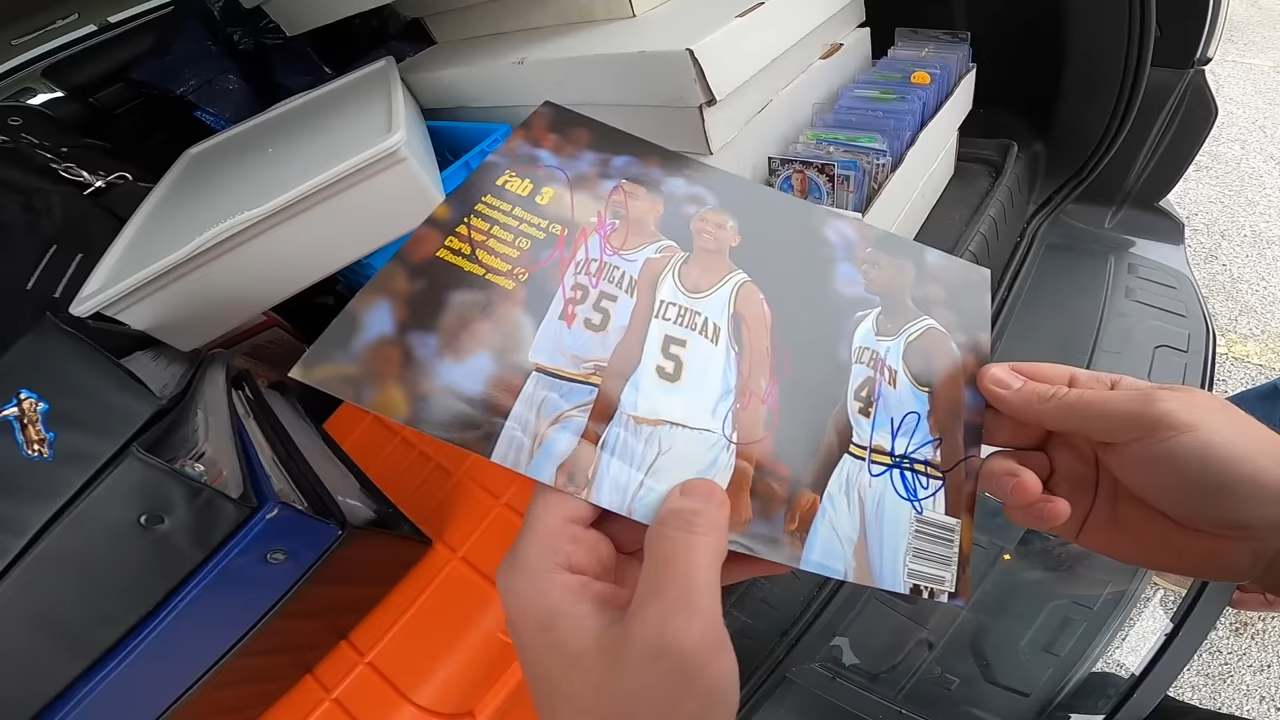 Fab 3
Juwan Howard (25)
Washington Bullets
Jalen Rose (5)
Denver Nuggets
Chris Webber (4)
Washington Bullets
MICHIGAN
25
MICHIGAN
5
MICHIGAN
4